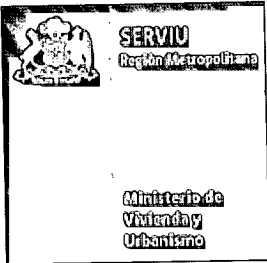 SERVIU
Región Metropolitana
Ministerio de
Vivienda y
Urbanismo